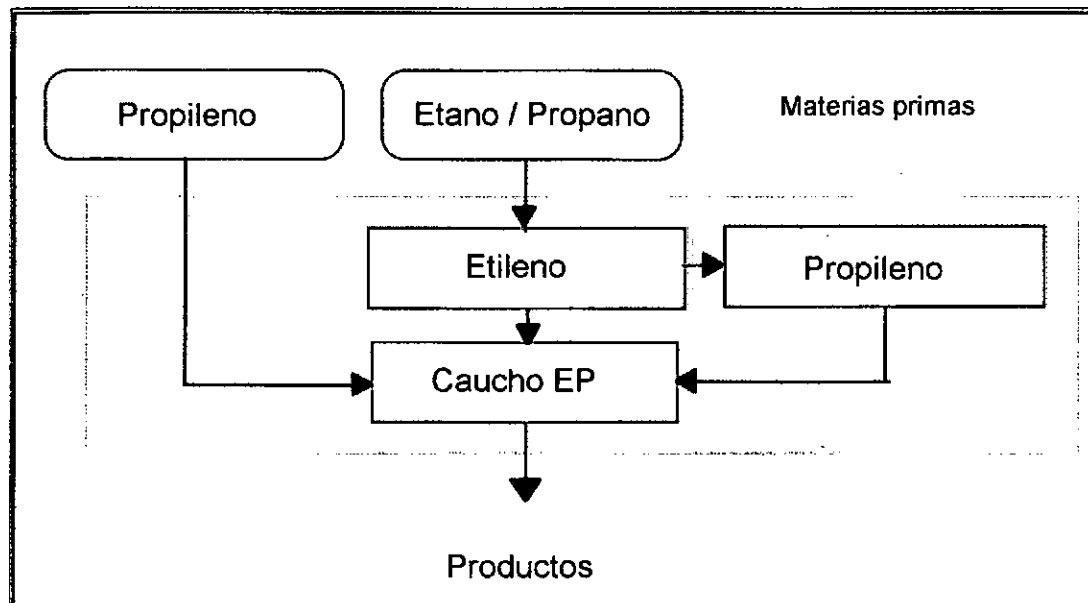 Propileno
Etano / Propano
Materias primas
Etileno
Propileno
Caucho EP
Productos